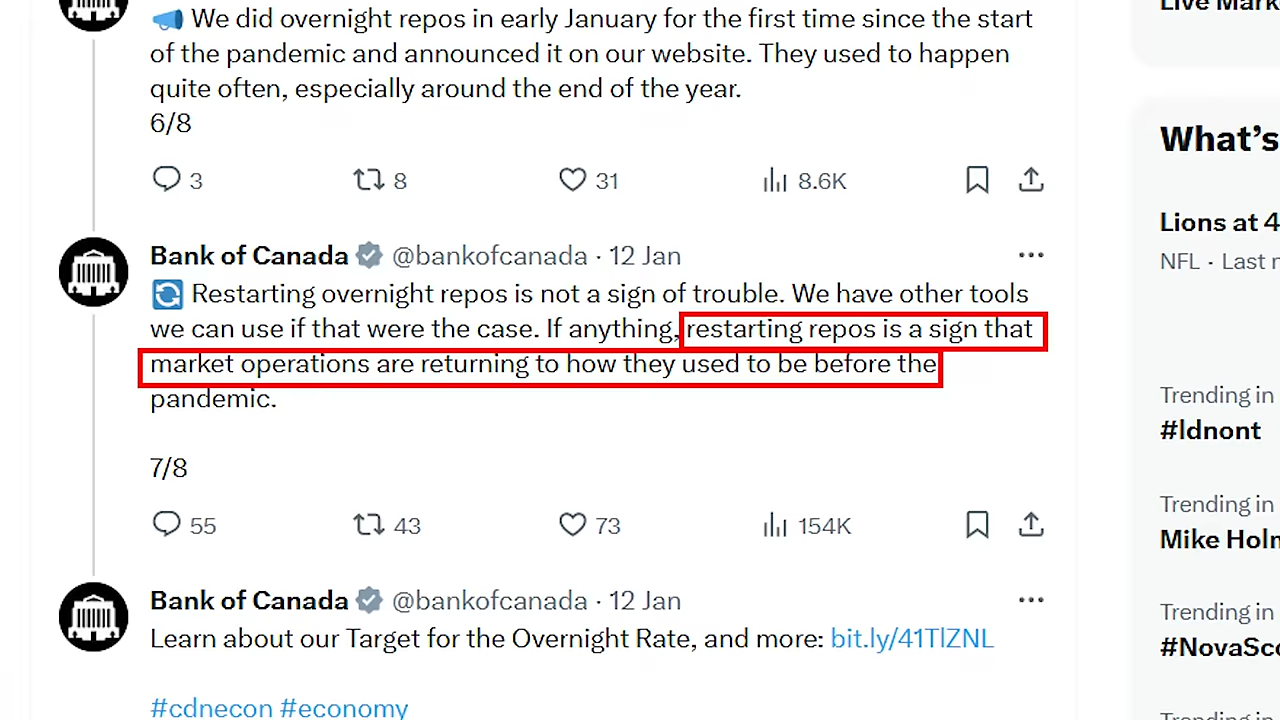 We did overnight repos in early January for the first time since the start
of the pandemic and announced it on our website. They used to happen
quite often, especially around the end of the year.
6/8
3 8 31 8.6K
Bank of Canada @bankofcanada · 12 Jan
Restarting overnight repos is not a sign of trouble. We have other tools
we can use if that were the case. If anything, restarting repos is a sign that
market operations are returning to how they used to be before the
pandemic.
7/8
55 43 73 154K
Bank of Canada @bankofcanada · 12 Jan
Learn about our Target for the Overnight Rate, and more: bit.ly/41TlZNL
#cdnecon #economy
Live Mark
What's
Lions at 4
NFL · Last
Trending in
#ldnont
Trending in
Mike Hol
Trending in
#NovaSc
Trending in